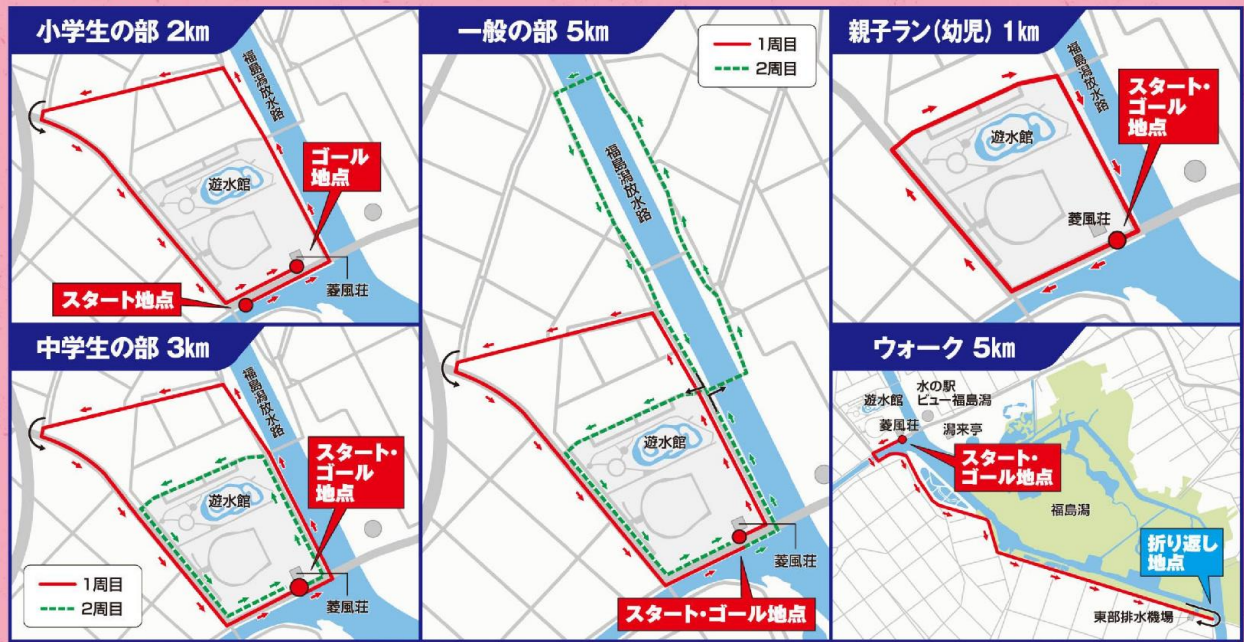 小学生の部 2km
福島潟放水路
遊水館
ゴール
地点
スタート地点
菱風荘
中学生の部 3km
福島潟放水路
遊水館
スタート・
ゴール
地点
菱風荘
1周目
2周目
一般の部 5km
1周目
2周目
福島潟放水路
遊水館
菱風荘
スタート・ゴール地点
親子ラン(幼児) 1km
福島潟放水路
遊水館
スタート・
ゴール
地点
菱風荘
ウォーク 5km
遊水館
水の駅
ビュー福島潟
菱風荘
潟来亭
スタート・
ゴール地点
福島潟
折り返し
地点
東部排水機場